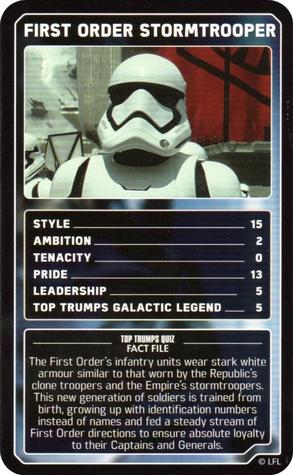 FIRST ORDER STORMTROOPER
STYLE 15
AMBITION 2
TENACITY 0
PRIDE 13
LEADERSHIP 5
TOP TRUMPS GALACTIC LEGEND 5
TOP TRUMPS QUIZ
FACT FILE
The First Order's infantry units wear stark white
armour similar to that worn by the Republic's
clone troopers and the Empire's stormtroopers.
This new generation of soldiers is trained from
birth, growing up with identification numbers
instead of names and fed a steady stream of
First Order directions to ensure absolute loyalty
to their Captains and Generals.
© LFL